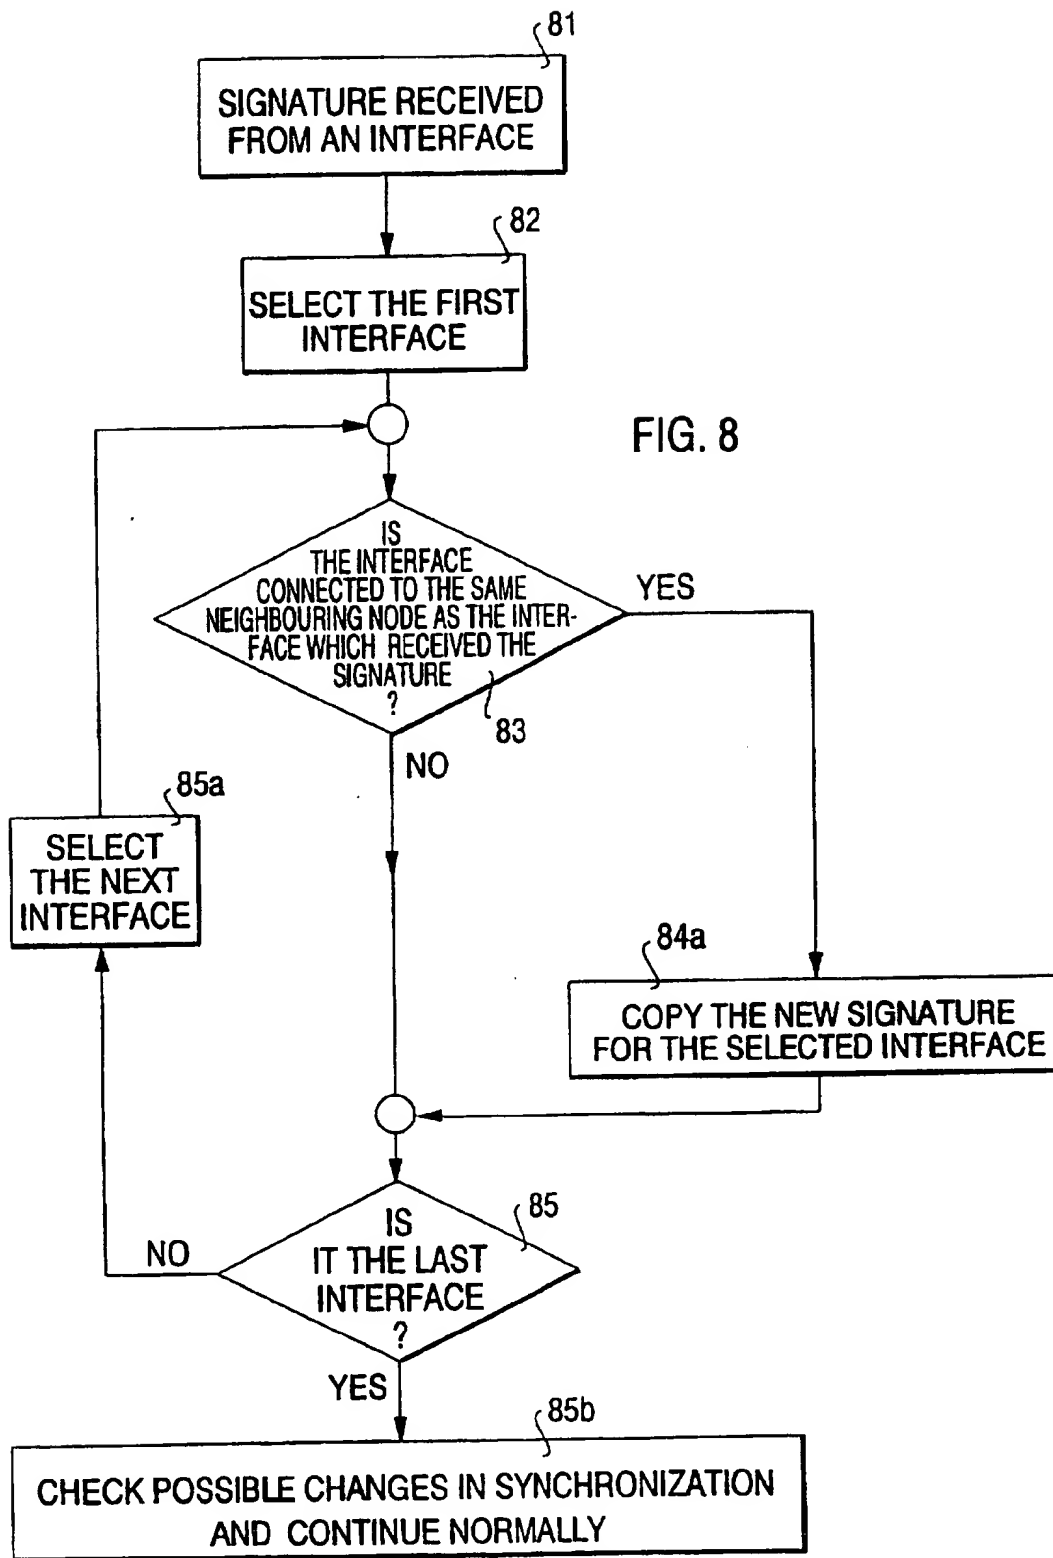 81
SIGNATURE RECEIVED
FROM AN INTERFACE
82
SELECT THE FIRST
INTERFACE
FIG. 8
IS
THE INTERFACE
CONNECTED TO THE SAME
NEIGHBOURING NODE AS THE INTER-
FACE WHICH RECEIVED THE
SIGNATURE
?
YES
83
NO
85a
SELECT
THE NEXT
INTERFACE
84a
COPY THE NEW SIGNATURE
FOR THE SELECTED INTERFACE
85
IS
IT THE LAST
INTERFACE
?
NO
YES
85b
CHECK POSSIBLE CHANGES IN SYNCHRONIZATION
AND CONTINUE NORMALLY